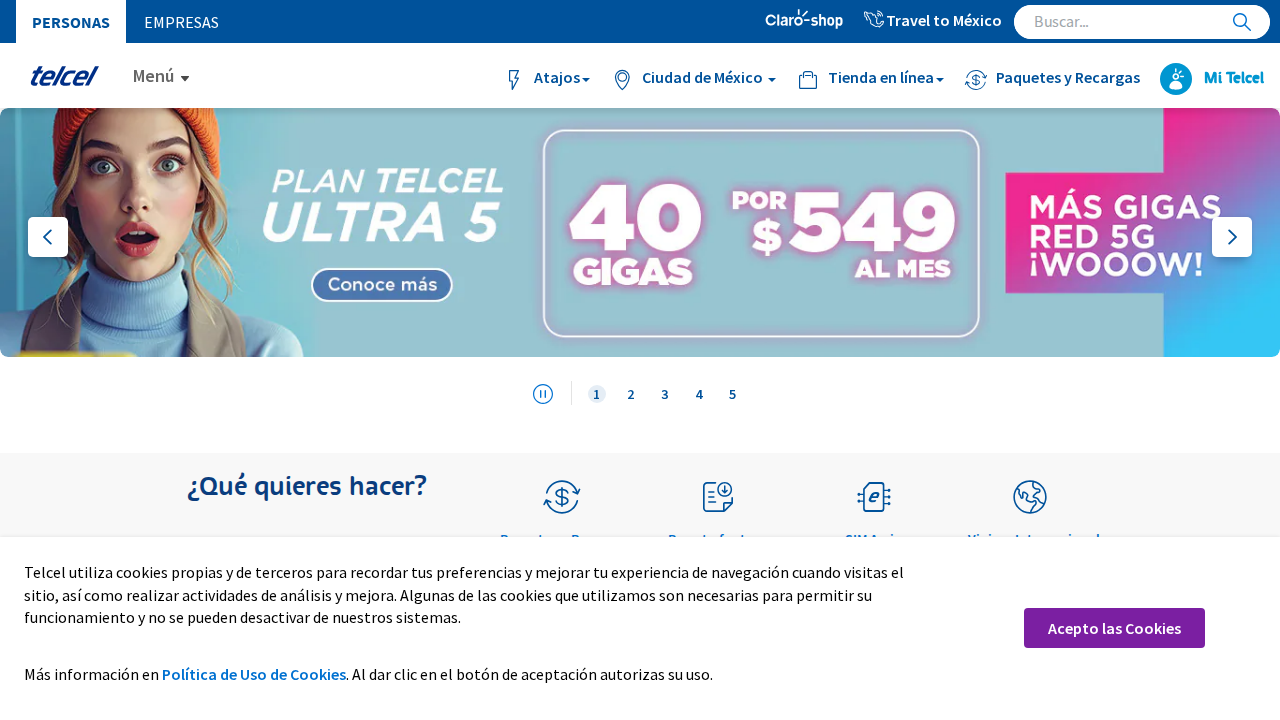 PERSONAS
EMPRESAS
Claro shop
Travel to México
Buscar...
telcel
Menú
Atajos
Ciudad de México
Tienda en línea
Paquetes y Recargas
Mi Telcel
PLAN TELCEL
ULTRA 5
Conoce más
40
GIGAS
POR
$549
AL MES
MÁS GIGAS
RED 5G
¡WOOOW!
1 2 3 4 5
¿Qué quieres hacer?
Telcel utiliza cookies propias y de terceros para recordar tus preferencias y mejorar tu experiencia de navegación cuando visitas el
sitio, así como realizar actividades de análisis y mejora. Algunas de las cookies que utilizamos son necesarias para permitir su
funcionamiento y no se pueden desactivar de nuestros sistemas.
Más información en Política de Uso de Cookies. Al dar clic en el botón de aceptación autorizas su uso.
Acepto las Cookies